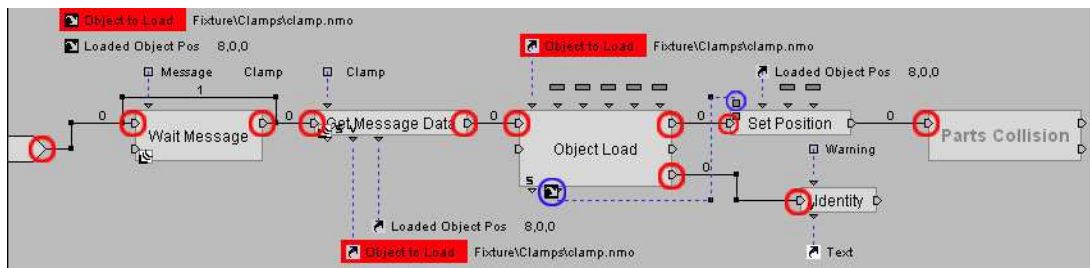 Object to Load Fixture\Clamps\clamp.nmo
Loaded Object Pos 8,0,0
Object to Load Fixture\Clamps\clamp.nmo
Message Clamp
Clamp
Loaded Object Pos 8,0,0
1
0
0
0
0
0
Wait Message
Get Message Data
Object Load
Set Position
Parts Collision
0
Warning
S
S
Identity
Loaded Object Pos 8,0,0
Object to Load Fixture\Clamps\clamp.nmo
Text